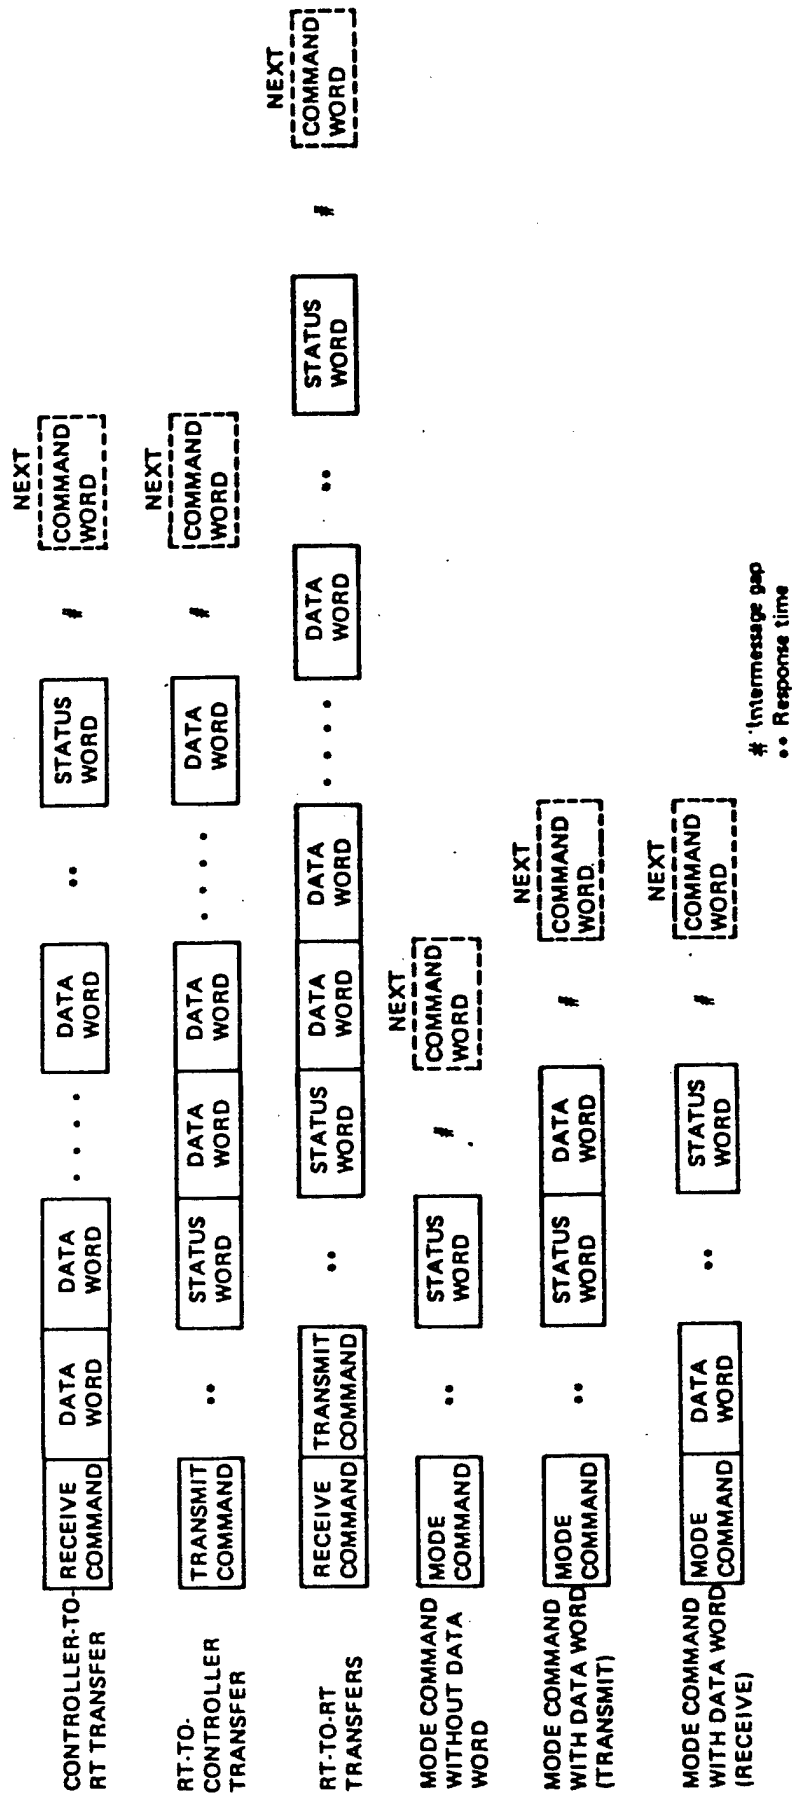 CONTROLLER-TO-
RT TRANSFER
RECEIVE
COMMAND
DATA
WORD
DATA
WORD
. . . . .
DATA
WORD
**
STATUS
WORD
#
NEXT
COMMAND
WORD
RT-TO-
CONTROLLER
TRANSFER
TRANSMIT
COMMAND
**
STATUS
WORD
DATA
WORD
DATA
WORD
. . . .
DATA
WORD
#
NEXT
COMMAND
WORD
RT-TO-RT
TRANSFERS
RECEIVE
COMMAND
TRANSMIT
COMMAND
**
STATUS
WORD
DATA
WORD
DATA
WORD
. . . . .
DATA
WORD
**
STATUS
WORD
#
NEXT
COMMAND
WORD
MODE COMMAND
WITHOUT DATA
WORD
MODE
COMMAND
**
STATUS
WORD
#
NEXT
COMMAND
WORD
MODE COMMAND
WITH DATA WORD
(TRANSMIT)
MODE
COMMAND
**
STATUS
WORD
DATA
WORD
#
NEXT
COMMAND
WORD
MODE COMMAND
WITH DATA WORD
(RECEIVE)
MODE
COMMAND
DATA
WORD
**
STATUS
WORD
#
NEXT
COMMAND
WORD
# Intermessage gap
** Response time